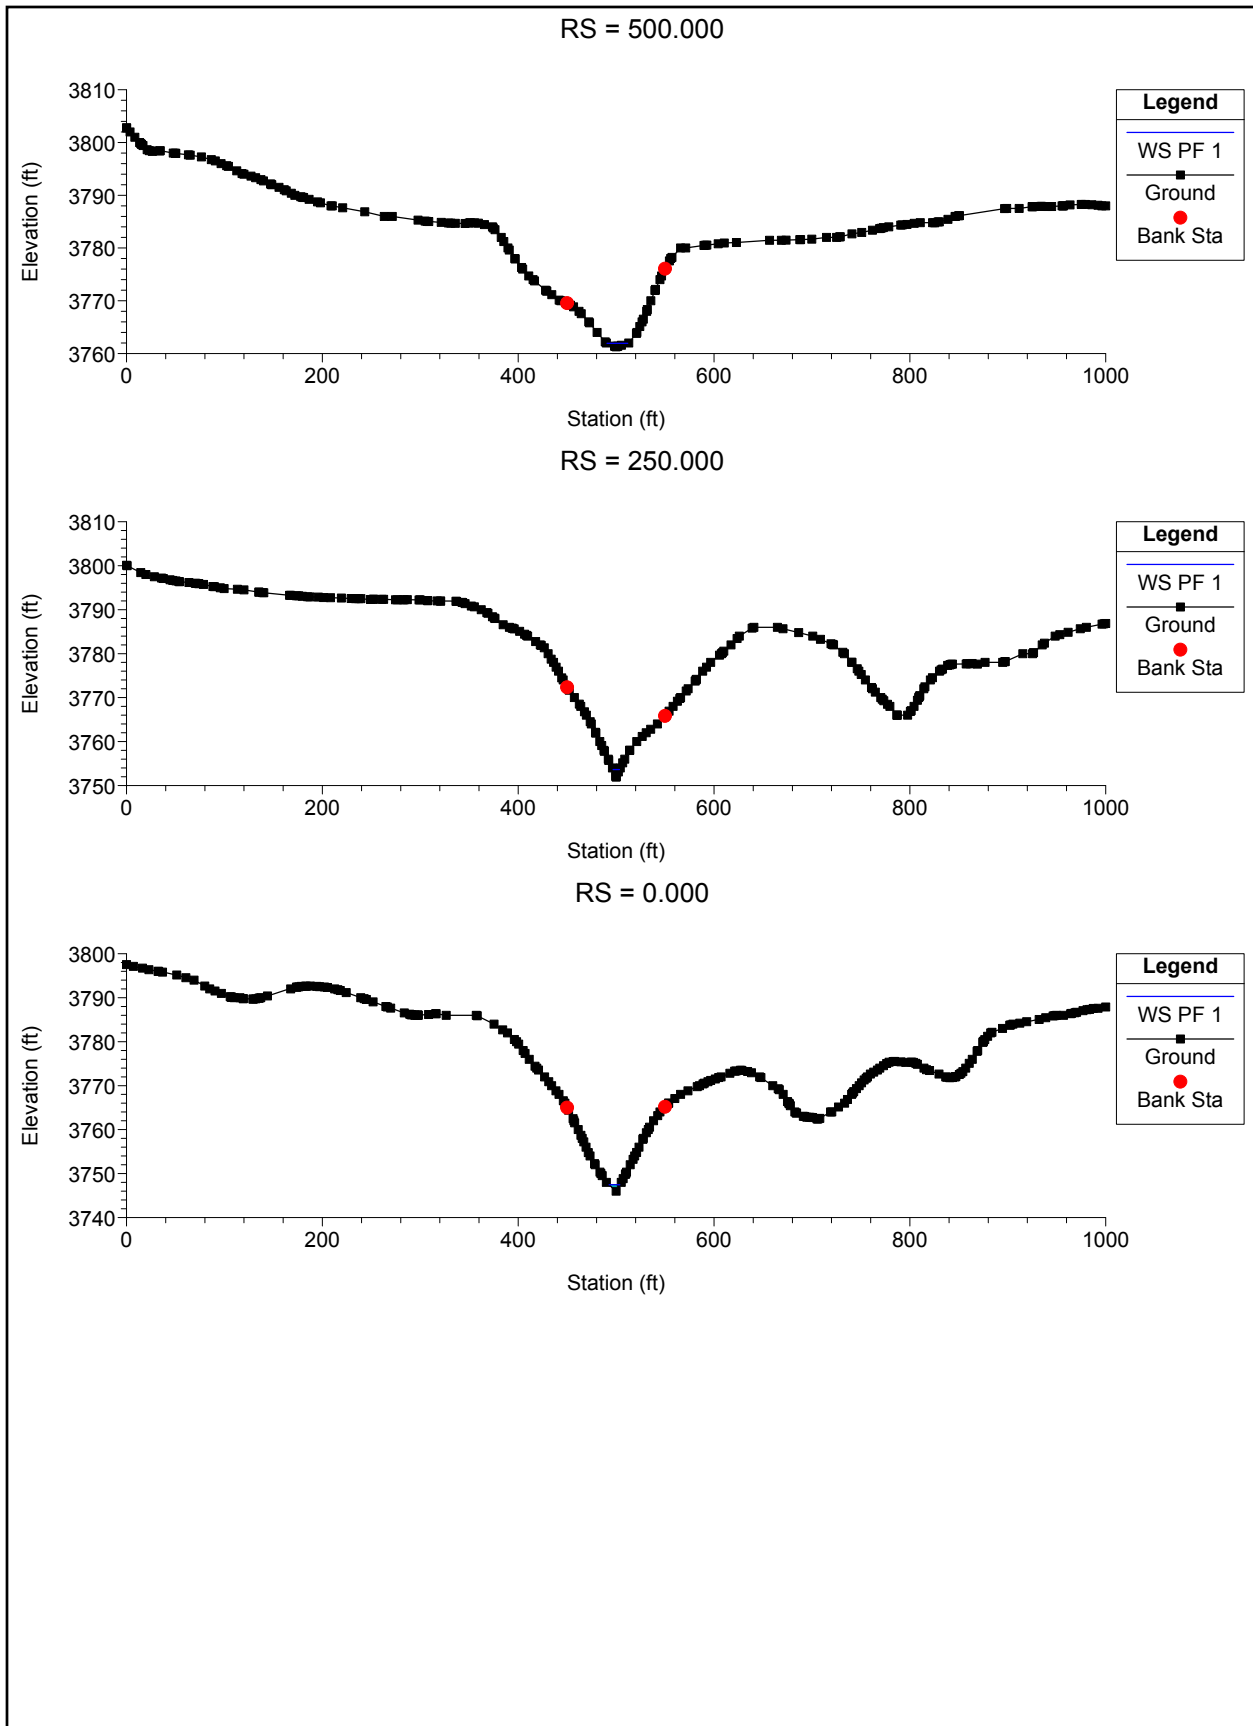 RS = 500.000
3810
3800
3790
3780
3770
3760
Elevation (ft)
0 200 400 600 800 1000
Station (ft)
Legend
WS PF 1
Ground
Bank Sta
RS = 250.000
3810
3800
3790
3780
3770
3760
3750
Elevation (ft)
0 200 400 600 800 1000
Station (ft)
Legend
WS PF 1
Ground
Bank Sta
RS = 0.000
3800
3790
3780
3770
3760
3750
3740
Elevation (ft)
0 200 400 600 800 1000
Station (ft)
Legend
WS PF 1
Ground
Bank Sta